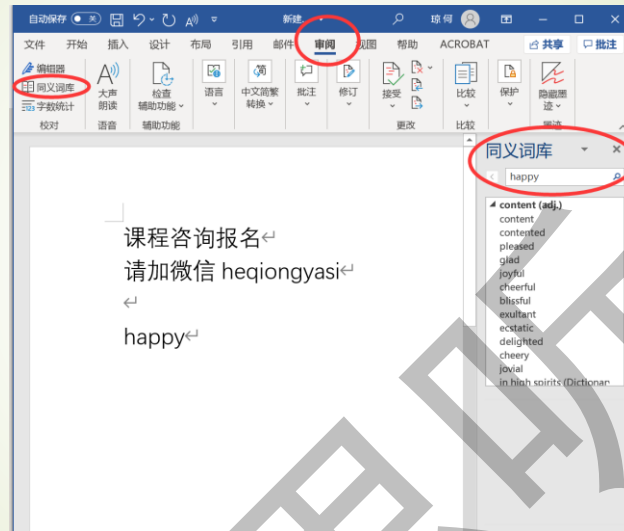 自动保存 关 新建... 琼何
文件 开始 插入 设计 布局 引用 邮件 审阅 视图 帮助 ACROBAT 共享 批注
编辑器
同义词库
字数统计
校对
大声
朗读
语音
检查
辅助功能
辅助功能
语言
中文简繁
转换
批注
修订
接受
更改
比较
比较
保护
隐藏墨
迹
墨迹
同义词库
happy
content (adj.)
content
contented
pleased
glad
joyful
cheerful
blissful
exultant
ecstatic
delighted
cheery
jovial
in high spirits (Dictionar
课程咨询报名
请加微信 heqiongyasi
happy